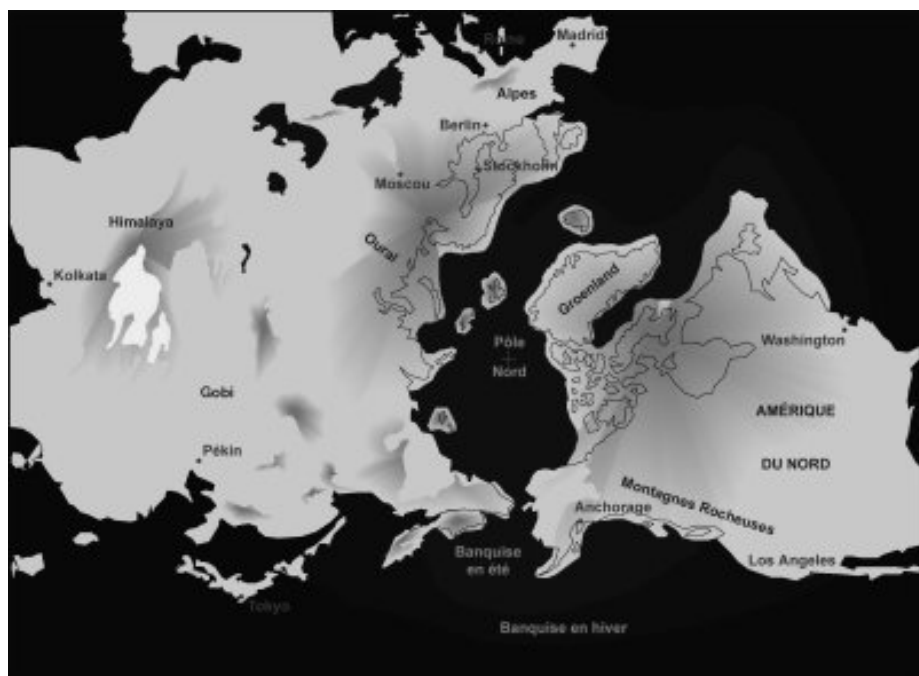 Rome
Madrid
Alpes
Berlin
Stockholm
Moscou
Himalaya
Oural
Kolkata
Groenland
Pôle
Nord
Washington
Gobi
AMÉRIQUE
DU NORD
Pékin
Montagnes Rocheuses
Anchorage
Banquise
en été
Los Angeles
Tokyo
Banquise en hiver